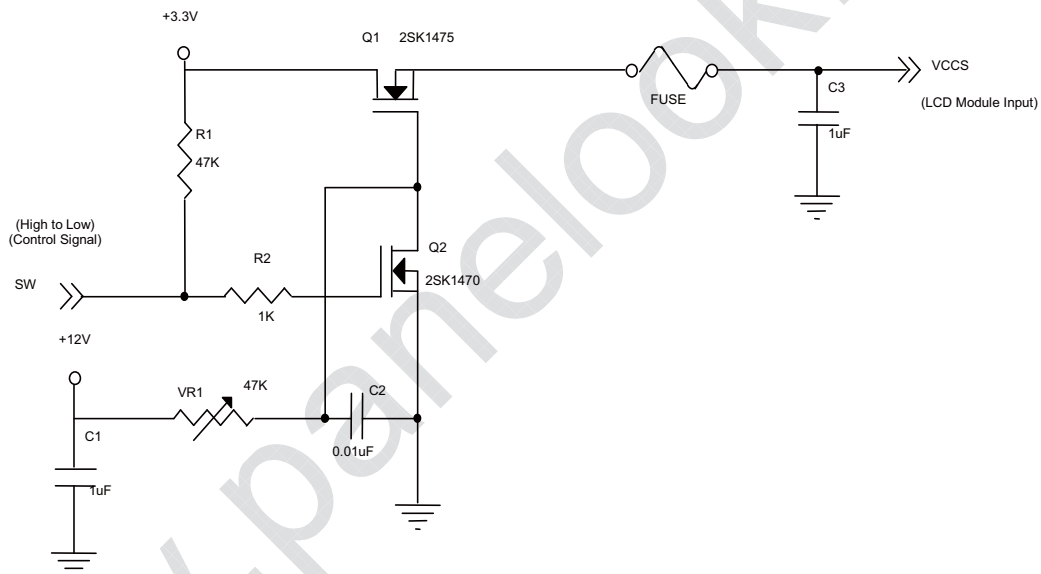 +3.3V
Q1 2SK1475
VCCS
FUSE
C3
(LCD Module Input)
1uF
R1
47K
(High to Low)
(Control Signal)
Q2
SW
R2
2SK1470
1K
+12V
VR1
47K
C2
C1
0.01uF
1uF
.panelook.